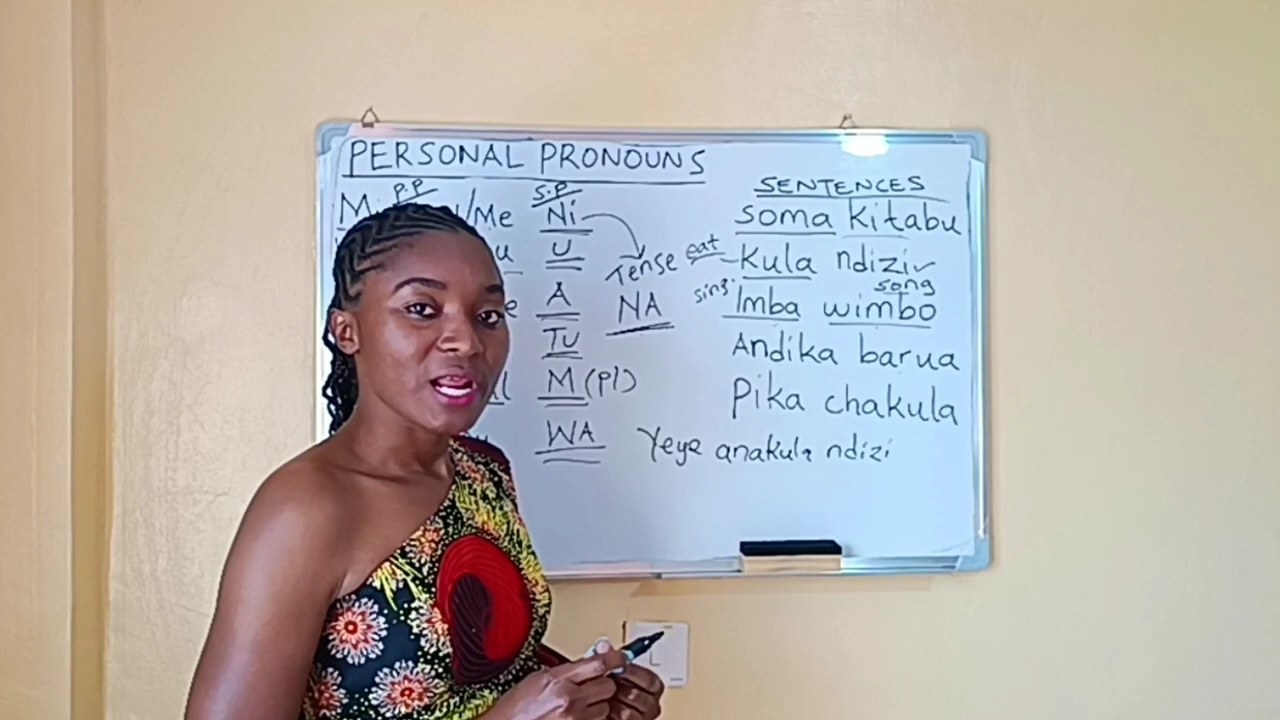 PERSONAL PRONOUNS
P.P S.P SENTENCES
/Me Ni Soma kitabu
U Tense eat Kula ndizi
song
A NA sing Imba wimbo
TU Andika barua
M (pl) Pika chakula
WA Yeye anakula ndizi